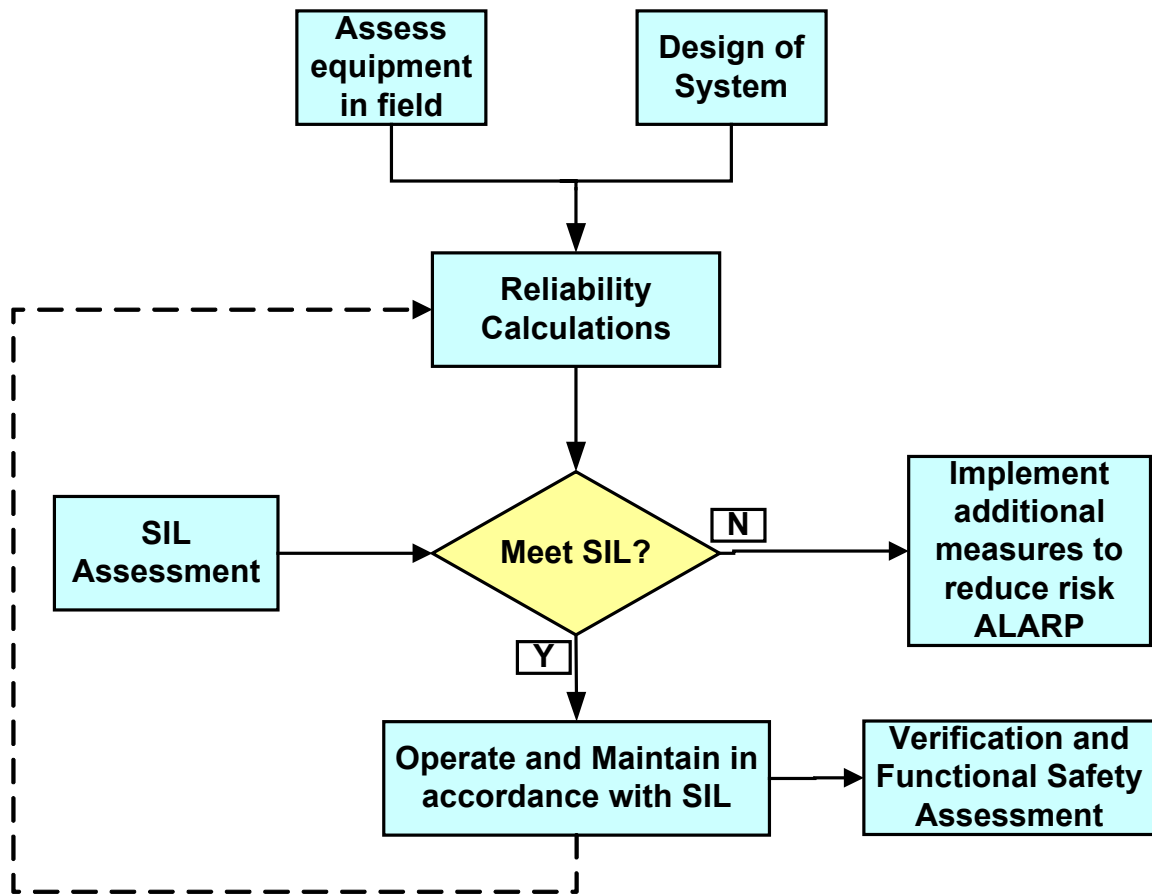 Assess
equipment
in field
Design of
System
Reliability
Calculations
SIL
Assessment
Meet SIL?
N
Implement
additional
measures to
reduce risk
ALARP
Y
Operate and Maintain in
accordance with SIL
Verification and
Functional Safety
Assessment